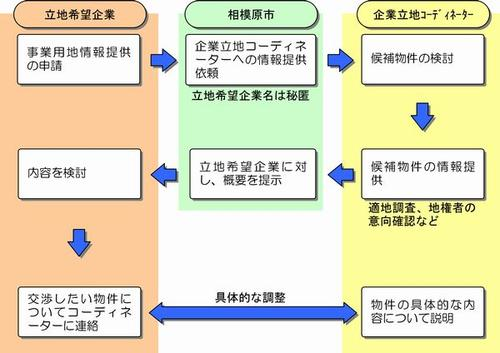 立地希望企業
相模原市
企業立地ｺｰﾃﾞｨﾈｰﾀｰ
事業用地情報提供
の申請
企業立地コーディネ
ーターへの情報提供
依頼
立地希望企業名は秘匿
候補物件の検討
内容を検討
立地希望企業に対
し、概要を提示
候補物件の情報提
供
適地調査、地権者の
意向確認など
交渉したい物件に
ついてコーディネ
ーターに連絡
具体的な調整
物件の具体的な内
容について説明